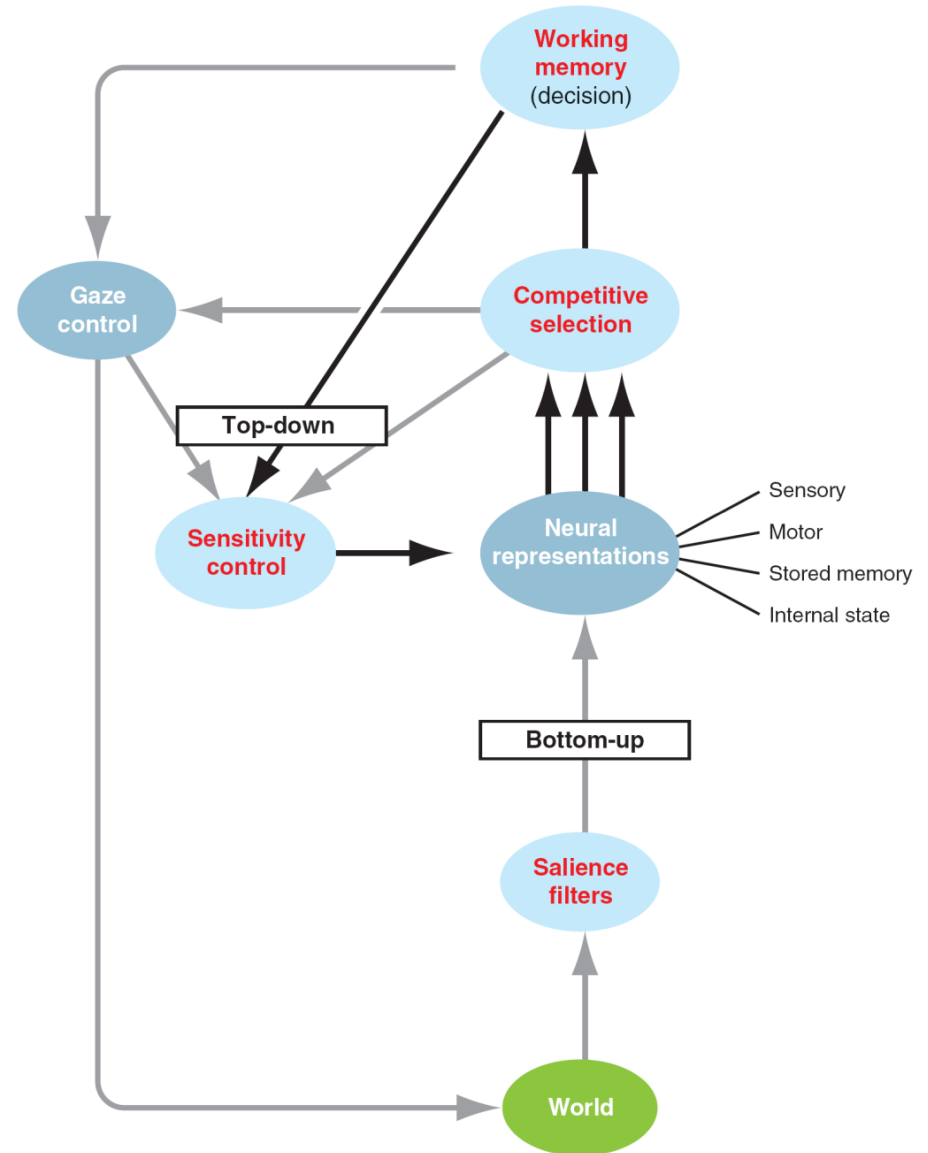 Working
memory
(decision)
Gaze
control
Competitive
selection
Top-down
Sensitivity
control
Neural
representations
Sensory
Motor
Stored memory
Internal state
Bottom-up
Salience
filters
World